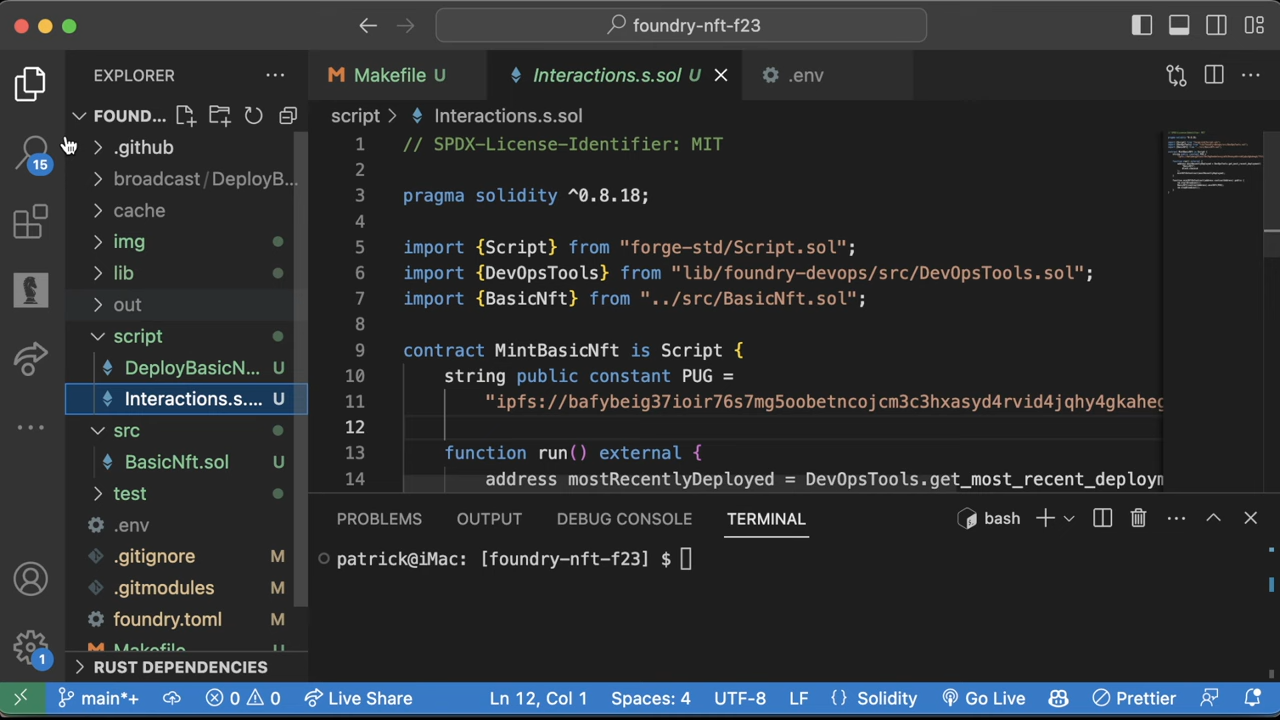 foundry-nft-f23
EXPLORER
Makefile U
Interactions.s.sol U
.env
FOUND...
script > Interactions.s.sol
15
.github
broadcast / DeployB...
cache
img
lib
out
script
DeployBasicN... U
Interactions.s.... U
src
BasicNft.sol U
test
.env
.gitignore M
.gitmodules M
foundry.toml M
RUST DEPENDENCIES
1 // SPDX-License-Identifier: MIT
2
3 pragma solidity ^0.8.18;
4
5 import {Script} from "forge-std/Script.sol";
6 import {DevOpsTools} from "lib/foundry-devops/src/DevOpsTools.sol";
7 import {BasicNft} from "../src/BasicNft.sol";
8
9 contract MintBasicNft is Script {
10 string public constant PUG =
11 "ipfs://bafybeig37ioir76s7mg5oobetncojcm3c3hxasyd4rvid4jqhy4gkaheg
12
13 function run() external {
14 address mostRecentlyDeployed = DevOpsTools.get_most_recent_deploym
PROBLEMS OUTPUT DEBUG CONSOLE TERMINAL
bash
patrick@iMac: [foundry-nft-f23] $
1
main*+ 0 0 Live Share Ln 12, Col 1 Spaces: 4 UTF-8 LF {} Solidity Go Live Prettier